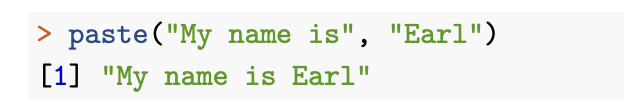 > paste("My name is", "Earl")
[1] "My name is Earl"